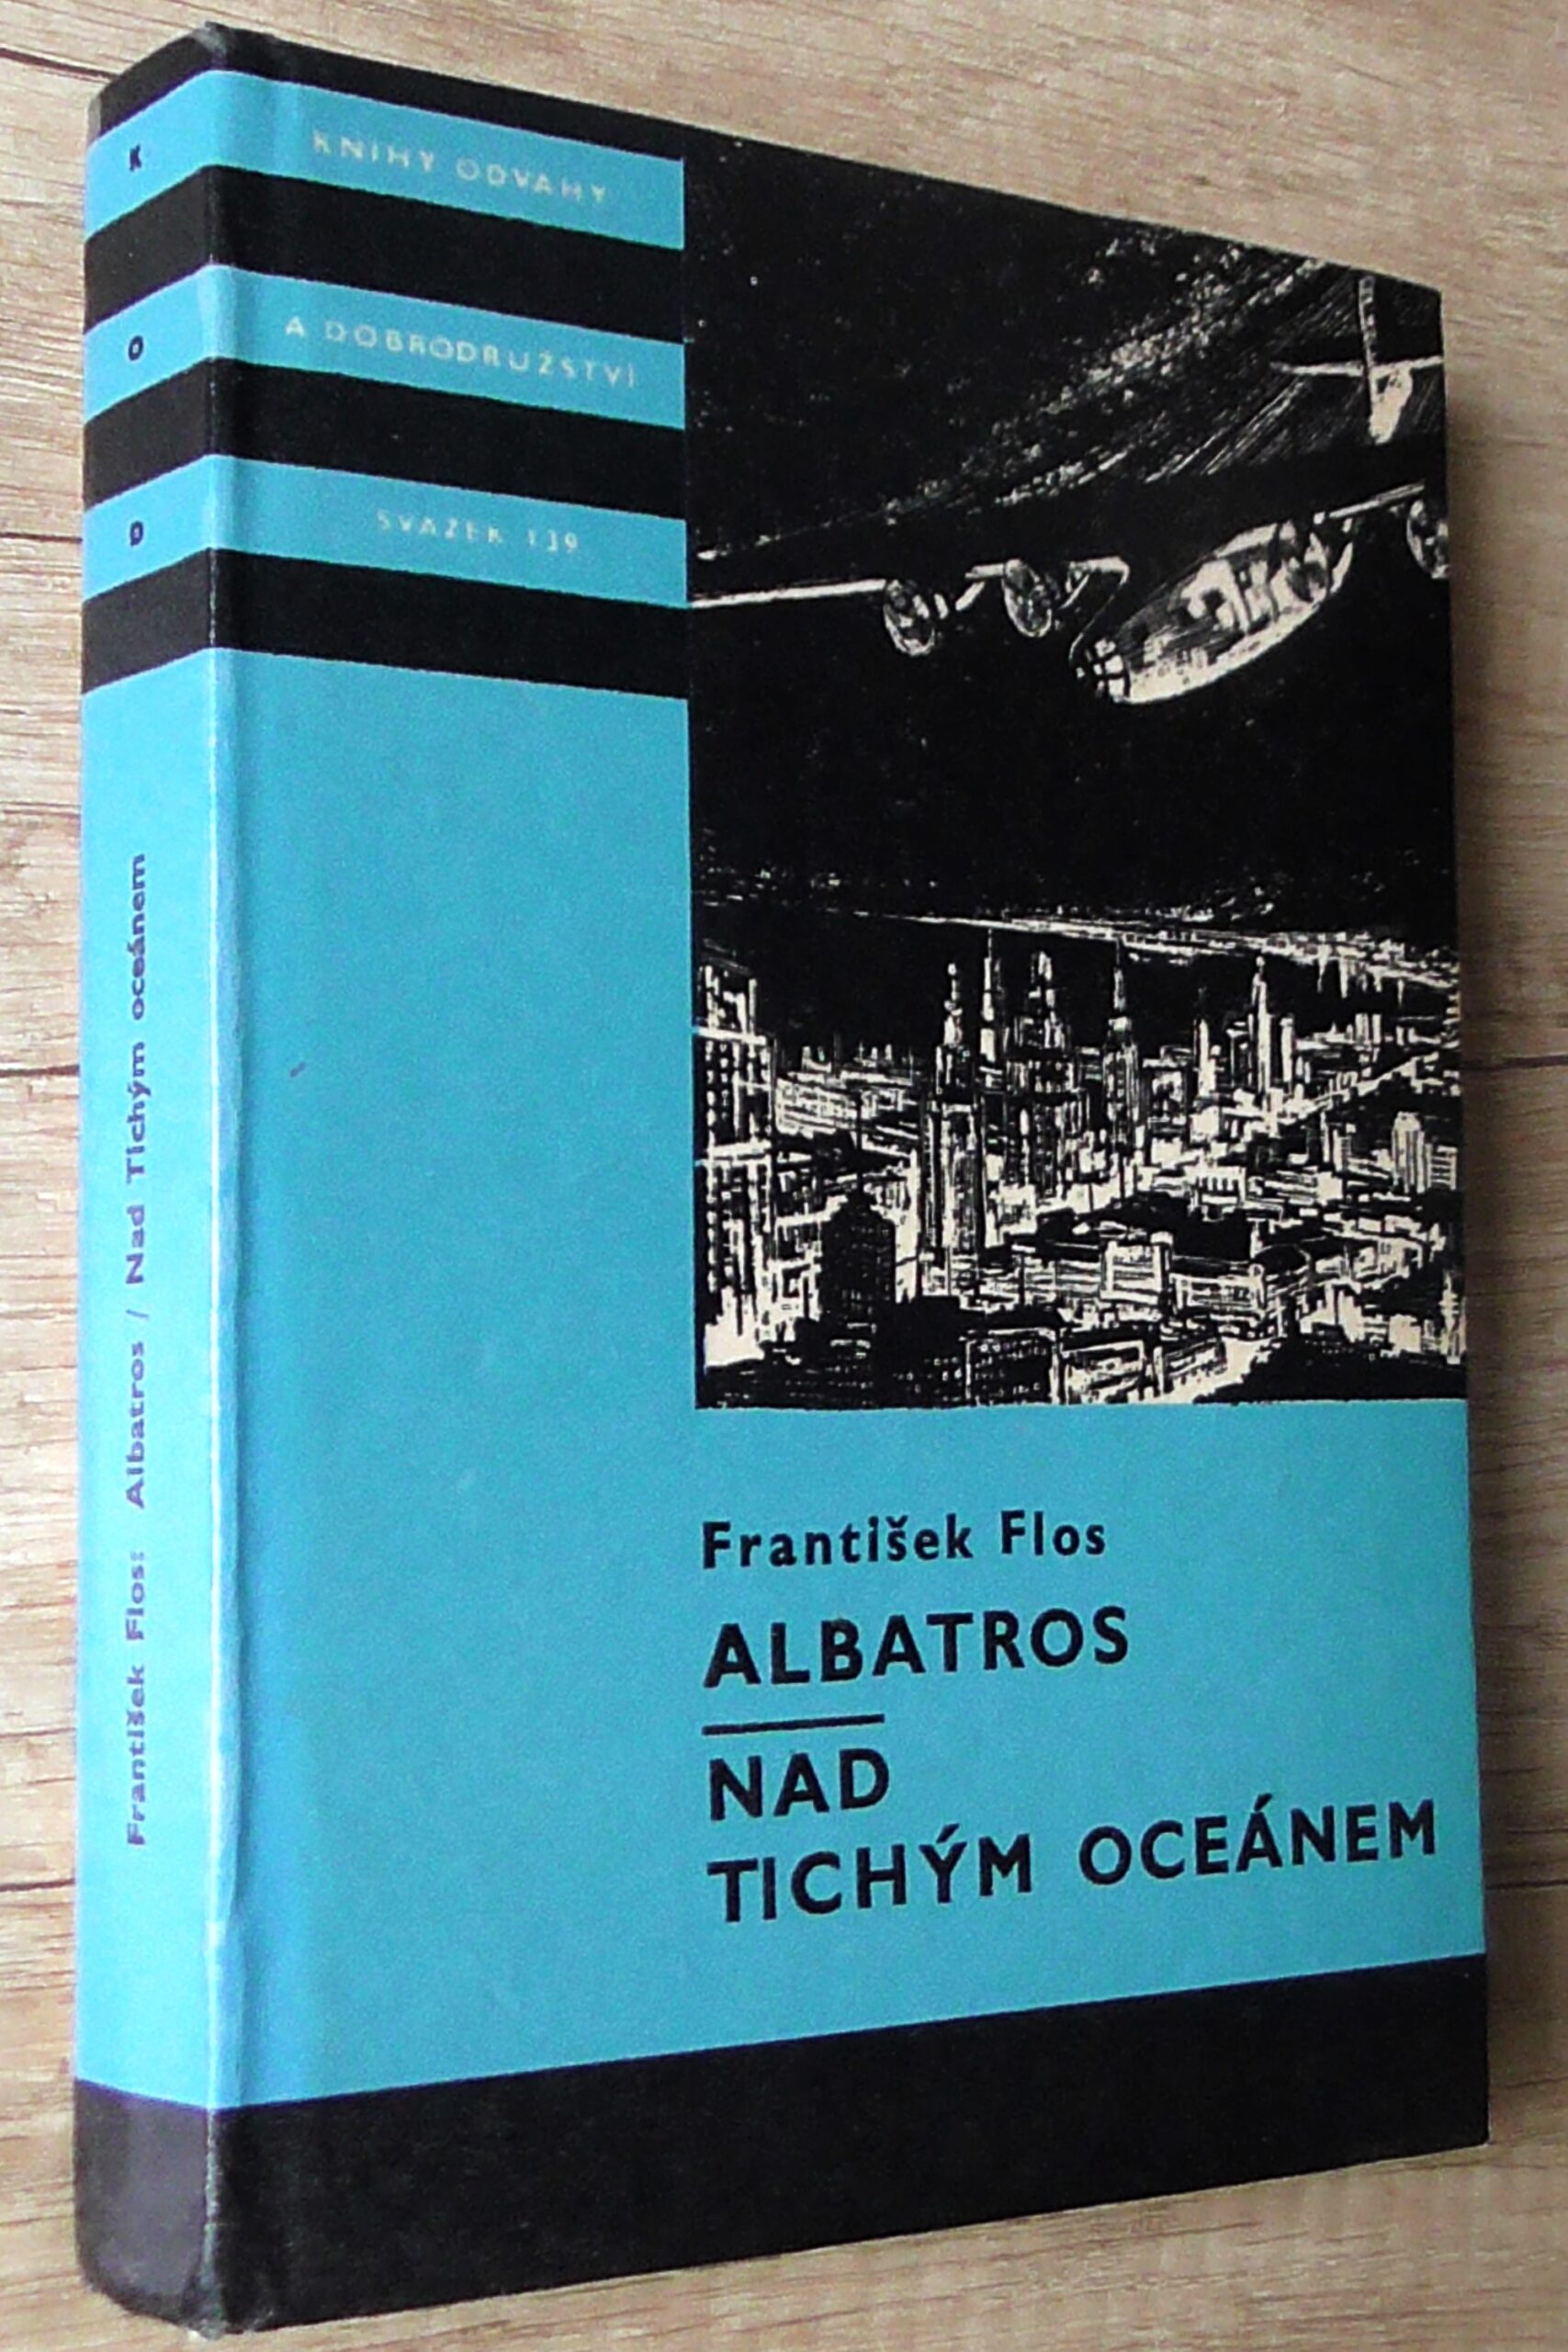 K
O
D
František Flos: Albatros / Nad Tichým oceánem
KNIHY ODVAHY
A DOBRODRUŽSTVÍ
SVAZEK 139
František Flos
ALBATROS
NAD
TICHÝM OCEÁNEM